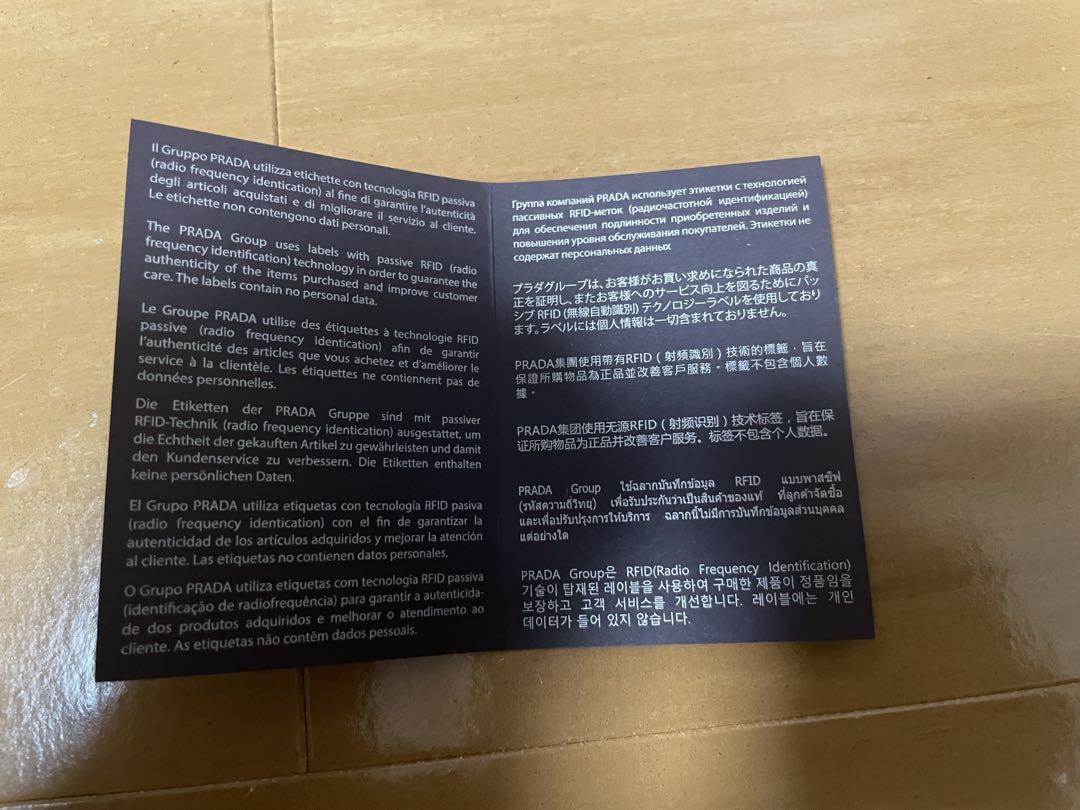 Il Gruppo PRADA utilizza etichette con tecnologia RFID passiva
(radio frequency identication) al fine di garantire l'autenticità
degli articoli acquistati e di migliorare il servizio al cliente.
Le etichette non contengono dati personali.
The PRADA Group uses labels with passive RFID (radio
frequency identification) technology in order to guarantee the
authenticity of the items purchased and improve customer
care. The labels contain no personal data.
Le Groupe PRADA utilise des étiquettes à technologie RFID
passive (radio frequency identication) afin de garantir
l'authenticité des articles que vous achetez et d'améliorer le
service à la clientèle. Les étiquettes ne contiennent pas de
données personnelles.
Die Etiketten der PRADA Gruppe sind mit passiver
RFID-Technik (radio frequency identication) ausgestattet, um
die Echtheit der gekauften Artikel zu gewährleisten und damit
den Kundenservice zu verbessern. Die Etiketten enthalten
keine persönlichen Daten.
El Grupo PRADA utiliza etiquetas con tecnología RFID pasiva
(radio frequency identication) con el fin de garantizar la
autenticidad de los artículos adquiridos y mejorar la atención
al cliente. Las etiquetas no contienen datos personales.
O Grupo PRADA utiliza etiquetas com tecnologia RFID passiva
(identificação de radiofrequência) para garantir a autenticida-
de dos produtos adquiridos e melhorar o atendimento ao
cliente. As etiquetas não contêm dados pessoais.
Группа компаний PRADA использует этикетки с технологией
пассивных RFID-меток (радиочастотной идентификацией)
для обеспечения подлинности приобретенных изделий и
повышения уровня обслуживания покупателей. Этикетки не
содержат персональных данных
プラダグループは、お客様がお買い求めになられた商品の真
正を証明し、またお客様へのサービス向上を図るためにパッ
シブ RFID (無線自動識別) テクノロジーラベルを使用しており
ます。ラベルには個人情報は一切含まれておりません。
PRADA集團使用帶有RFID（射頻識別）技術的標籤，旨在
保證所購物品為正品並改善客戶服務。標籤不包含個人數
據。
PRADA集团使用无源RFID（射频识别）技术标签，旨在保
证所购物品为正品并改善客户服务。标签不包含个人数据。
PRADA Group ใช้ฉลากบันทึกข้อมูล RFID แบบพาสซีฟ
(รหัสความถี่วิทยุ) เพื่อรับประกันว่าเป็นสินค้าของแท้ ที่ลูกค้าจัดซื้อ
และเพื่อปรับปรุงการให้บริการ ฉลากนี้ไม่มีการบันทึกข้อมูลส่วนบุคคล
แต่อย่างใด
PRADA Group은 RFID(Radio Frequency Identification)
기술이 탑재된 레이블을 사용하여 구매한 제품이 정품임을
보장하고 고객 서비스를 개선합니다. 레이블에는 개인
데이터가 들어 있지 않습니다.